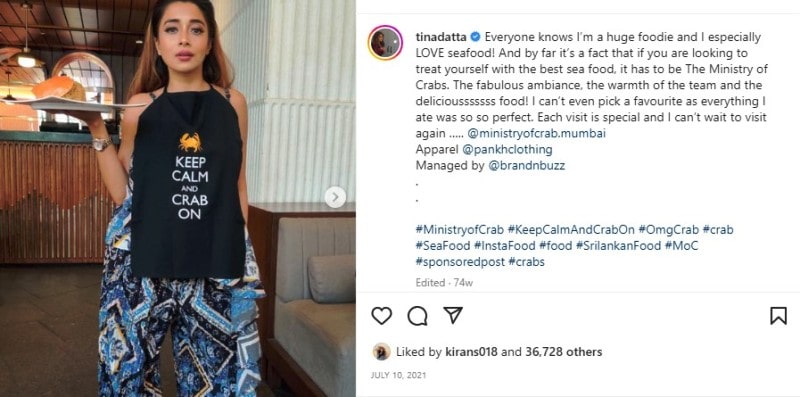 KEEP
CALM
AND
CRAB
ON
tinadatta Everyone knows I'm a huge foodie and I especially
LOVE seafood! And by far it's a fact that if you are looking to
treat yourself with the best sea food, it has to be The Ministry of
Crabs. The fabulous ambiance, the warmth of the team and the
deliciousssssss food! I can't even pick a favourite as everything I
ate was so so perfect. Each visit is special and I can't wait to visit
again ..... @ministryofcrab.mumbai
Apparel @pankhclothing
Managed by @brandnbuzz
.
.
#MinistryofCrab #KeepCalmAndCrabOn #OmgCrab #crab
#SeaFood #InstaFood #food #SrilankanFood #MoC
#sponsoredpost #crabs
Edited · 74w
Liked by kirans018 and 36,728 others
JULY 10, 2021